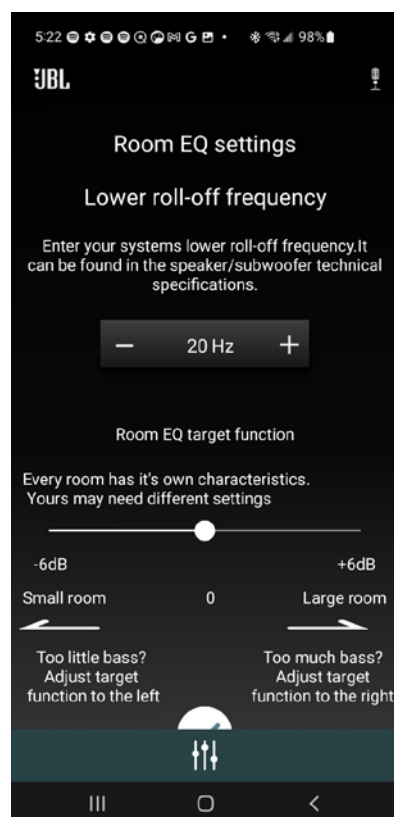 5:22 98%
JBL
Room EQ settings
Lower roll-off frequency
Enter your systems lower roll-off frequency.It
can be found in the speaker/subwoofer technical
specifications.
− 20 Hz +
Room EQ target function
Every room has it's own characteristics.
Yours may need different settings
-6dB +6dB
Small room 0 Large room
Too little bass? Too much bass?
Adjust target Adjust target
function to the left function to the right